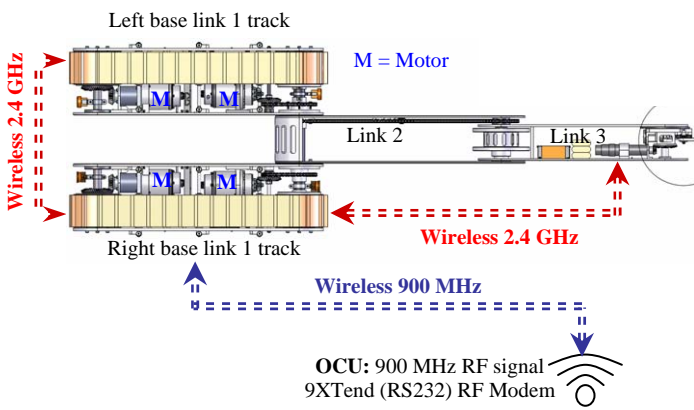 Left base link 1 track
M = Motor
Wireless 2.4 GHz
M M
Link 2
Link 3
M M
Right base link 1 track
Wireless 2.4 GHz
Wireless 900 MHz
OCU: 900 MHz RF signal
9XTend (RS232) RF Modem